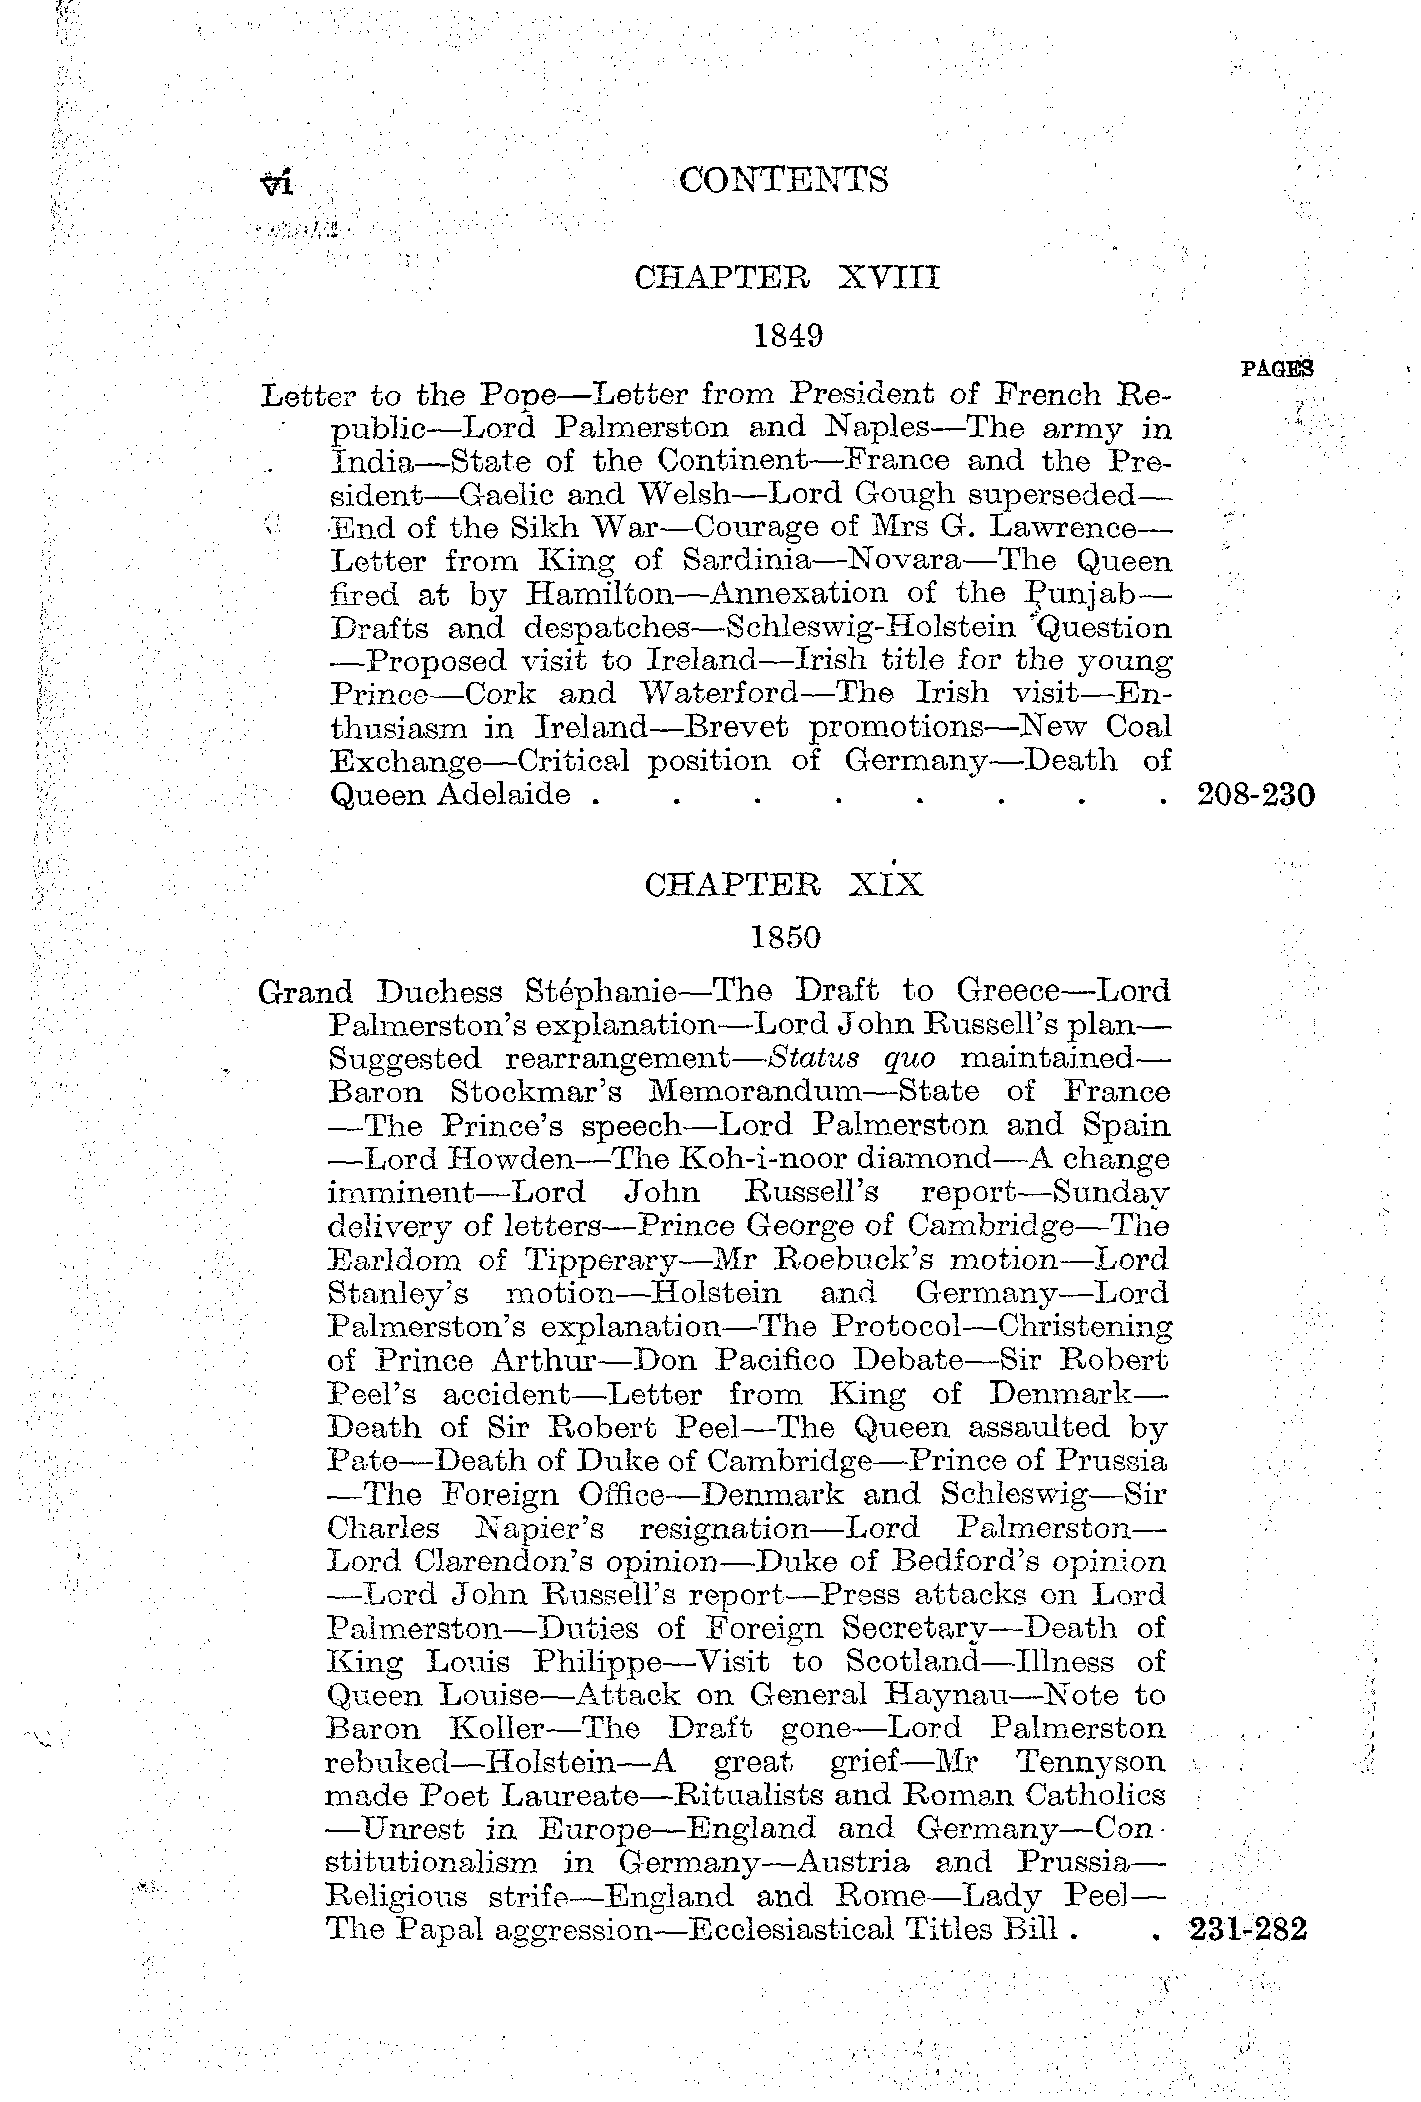 vi CONTENTS
CHAPTER XVIII
1849
PAGES
Letter to the Pope—Letter from President of French Re-
public—Lord Palmerston and Naples—The army in
India—State of the Continent—France and the Pre-
sident—Gaelic and Welsh—Lord Gough superseded—
End of the Sikh War—Courage of Mrs G. Lawrence—
Letter from King of Sardinia—Novara—The Queen
fired at by Hamilton—Annexation of the Punjab—
Drafts and despatches—Schleswig-Holstein Question
—Proposed visit to Ireland—Irish title for the young
Prince—Cork and Waterford—The Irish visit—En-
thusiasm in Ireland—Brevet promotions—New Coal
Exchange—Critical position of Germany—Death of
Queen Adelaide . . . . . . . . 208-230
CHAPTER XIX
1850
Grand Duchess Stéphanie—The Draft to Greece—Lord
Palmerston's explanation—Lord John Russell's plan—
Suggested rearrangement—Status quo maintained—
Baron Stockmar's Memorandum—State of France
—The Prince's speech—Lord Palmerston and Spain
—Lord Howden—The Koh-i-noor diamond—A change
imminent—Lord John Russell's report—Sunday
delivery of letters—Prince George of Cambridge—The
Earldom of Tipperary—Mr Roebuck's motion—Lord
Stanley's motion—Holstein and Germany—Lord
Palmerston's explanation—The Protocol—Christening
of Prince Arthur—Don Pacifico Debate—Sir Robert
Peel's accident—Letter from King of Denmark—
Death of Sir Robert Peel—The Queen assaulted by
Pate—Death of Duke of Cambridge—Prince of Prussia
—The Foreign Office—Denmark and Schleswig—Sir
Charles Napier's resignation—Lord Palmerston—
Lord Clarendon's opinion—Duke of Bedford's opinion
—Lord John Russell's report—Press attacks on Lord
Palmerston—Duties of Foreign Secretary—Death of
King Louis Philippe—Visit to Scotland—Illness of
Queen Louise—Attack on General Haynau—Note to
Baron Koller—The Draft gone—Lord Palmerston
rebuked—Holstein—A great grief—Mr Tennyson
made Poet Laureate—Ritualists and Roman Catholics
—Unrest in Europe—England and Germany—Con-
stitutionalism in Germany—Austria and Prussia—
Religious strife—England and Rome—Lady Peel—
The Papal aggression—Ecclesiastical Titles Bill . . 231-282